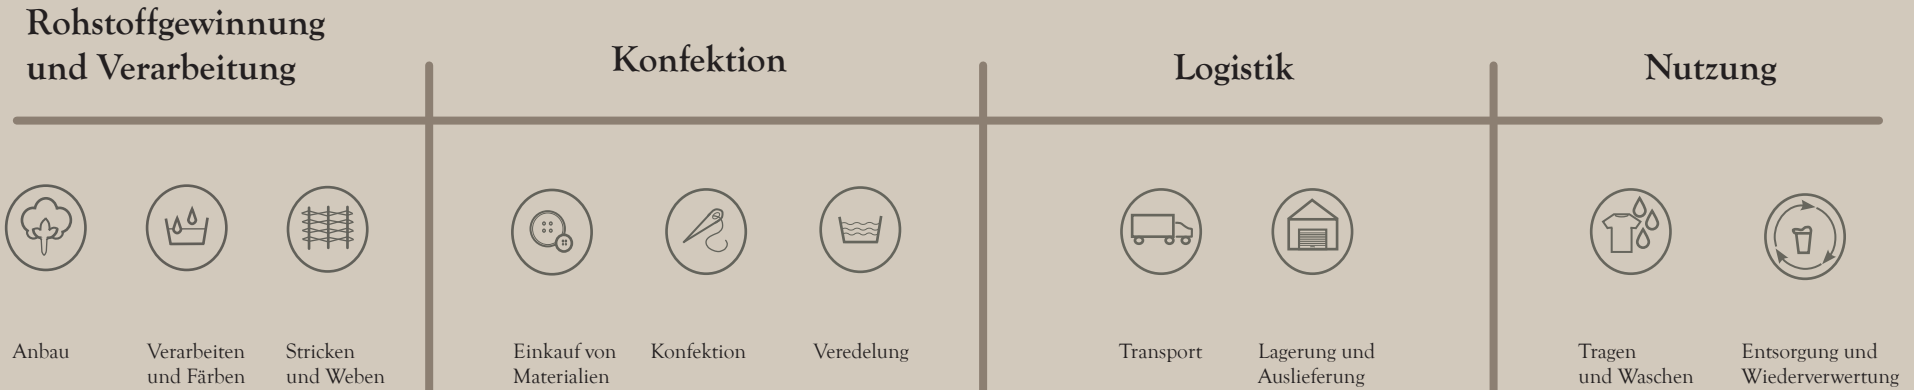 Rohstoffgewinnung
und Verarbeitung
Konfektion
Logistik
Nutzung
Anbau
Verarbeiten
und Färben
Stricken
und Weben
Einkauf von
Materialien
Konfektion
Veredelung
Transport
Lagerung und
Auslieferung
Tragen
und Waschen
Entsorgung und
Wiederverwertung